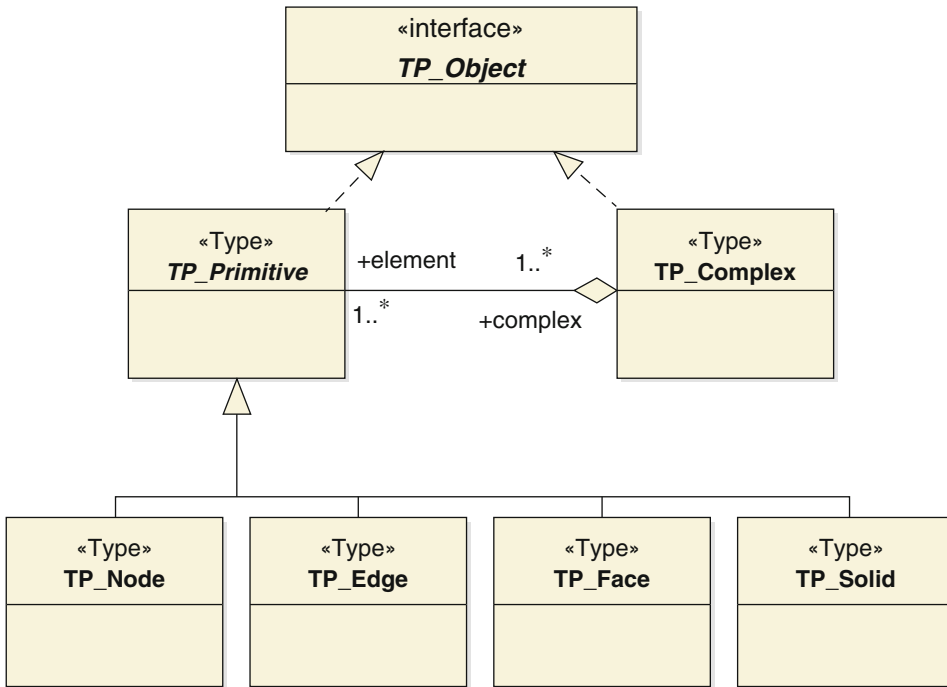 «interface»
TP_Object
«Type»
TP_Primitive
+element
1..*
1..*
+complex
«Type»
TP_Complex
«Type»
TP_Node
«Type»
TP_Edge
«Type»
TP_Face
«Type»
TP_Solid